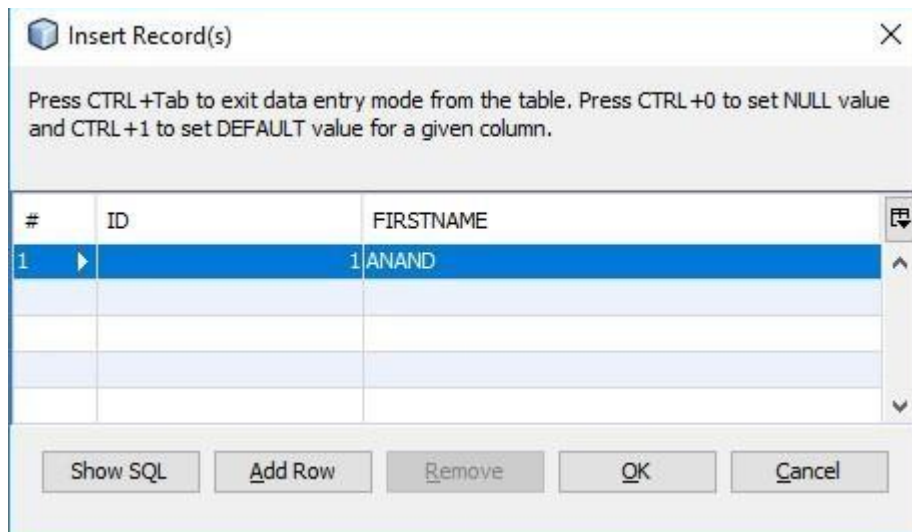 Insert Record(s)
Press CTRL+Tab to exit data entry mode from the table. Press CTRL+0 to set NULL value
and CTRL+1 to set DEFAULT value for a given column.
# ID FIRSTNAME
1 1 ANAND
Show SQL Add Row Remove OK Cancel